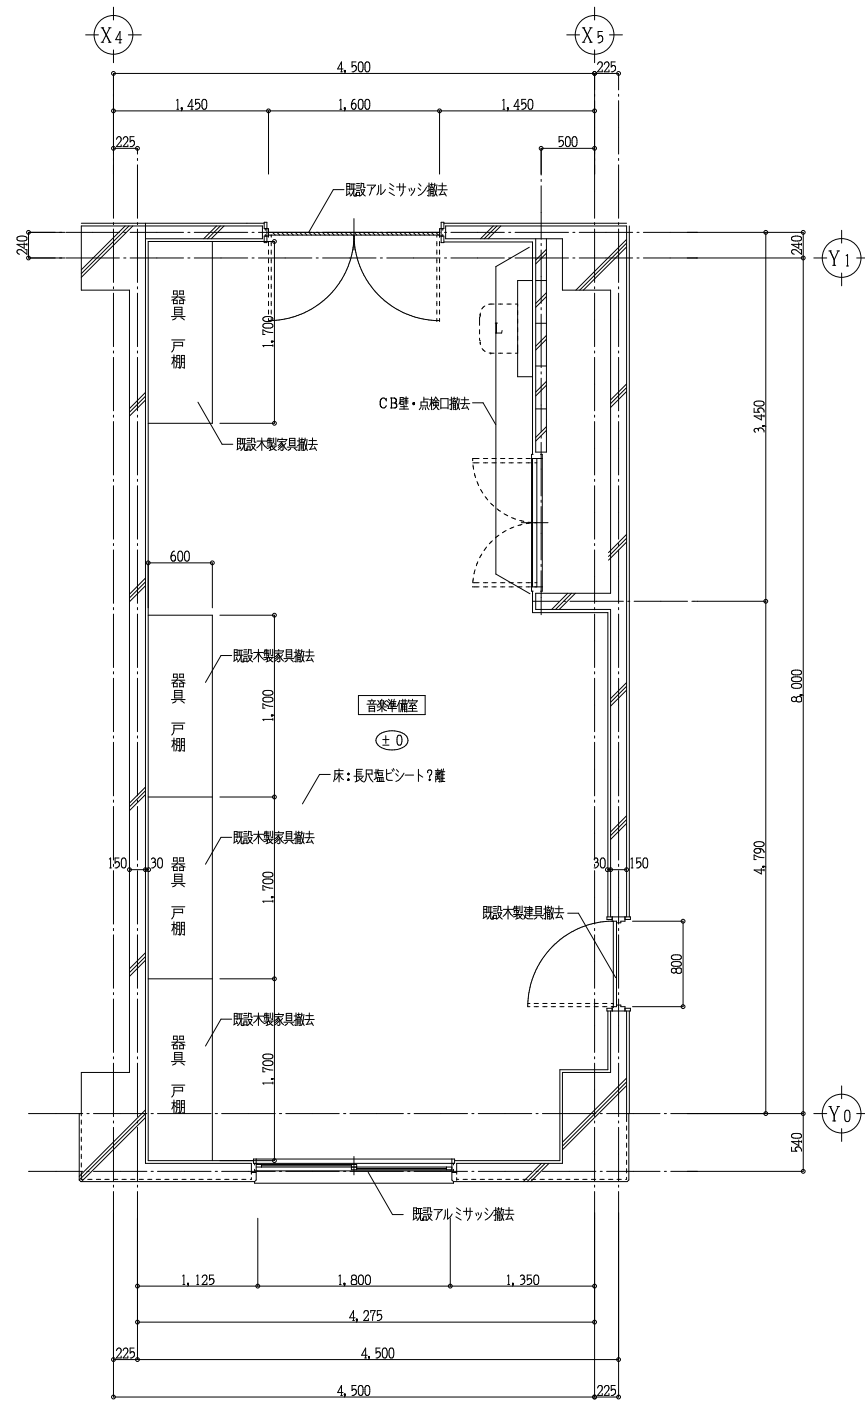 X4
X5
4,500
225
1,450
1,600
1,450
225
500
既設アルミサッシ撤去
240
240
Y1
器具 戸棚
1,700
L
CB壁・点検口撤去
3,450
既設木製家具撤去
600
既設木製家具撤去
器具 戸棚
1,700
音楽準備室
8,000
±0
床:長尺塩ビシート?離
既設木製家具撤去
150
30
器具 戸棚
1,700
30
150
4,790
既設木製建具撤去
800
既設木製家具撤去
器具 戸棚
1,700
Y0
540
既設アルミサッシ撤去
1,125
1,800
1,350
4,275
225
4,500
4,500
225